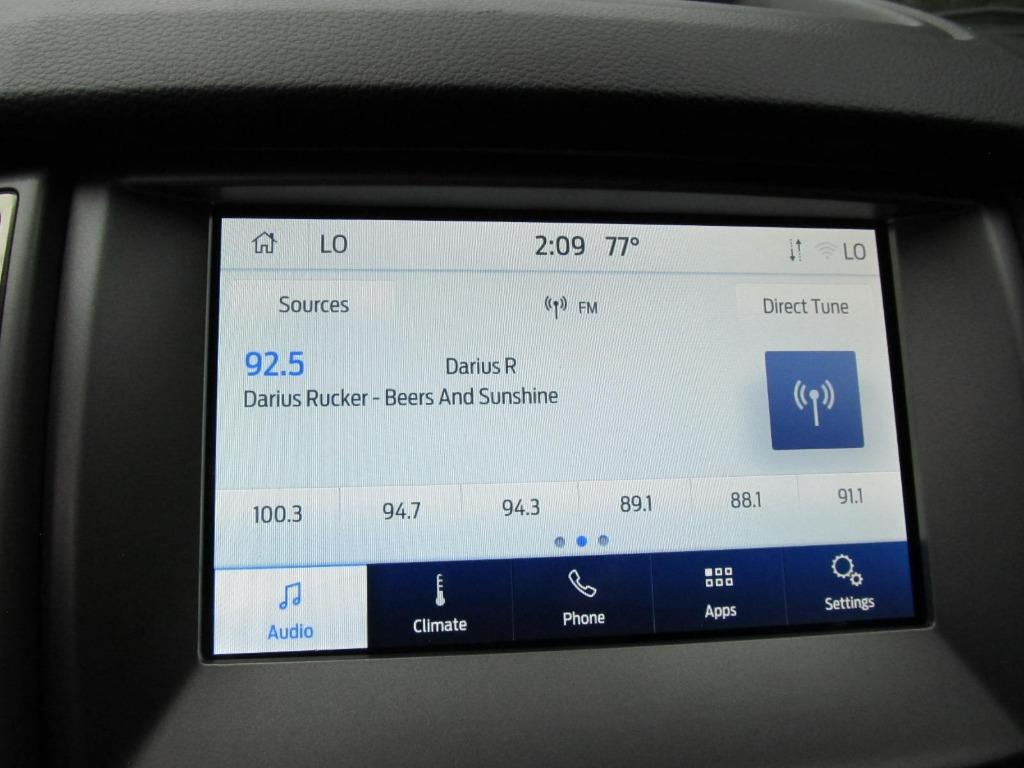 LO 2:09 77° LO
Sources FM Direct Tune
92.5 Darius R
Darius Rucker - Beers And Sunshine
100.3 94.7 94.3 89.1 88.1 91.1
Audio Climate Phone Apps Settings